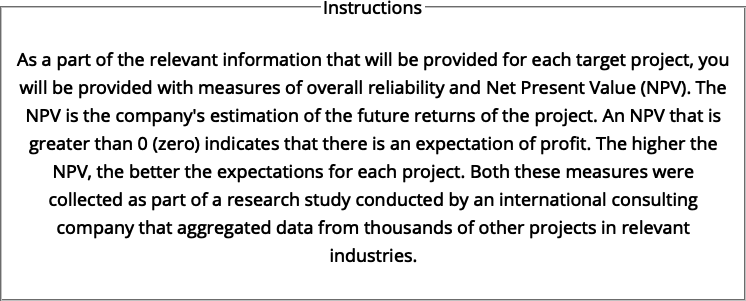 Instructions
As a part of the relevant information that will be provided for each target project, you
will be provided with measures of overall reliability and Net Present Value (NPV). The
NPV is the company's estimation of the future returns of the project. An NPV that is
greater than 0 (zero) indicates that there is an expectation of profit. The higher the
NPV, the better the expectations for each project. Both these measures were
collected as part of a research study conducted by an international consulting
company that aggregated data from thousands of other projects in relevant
industries.